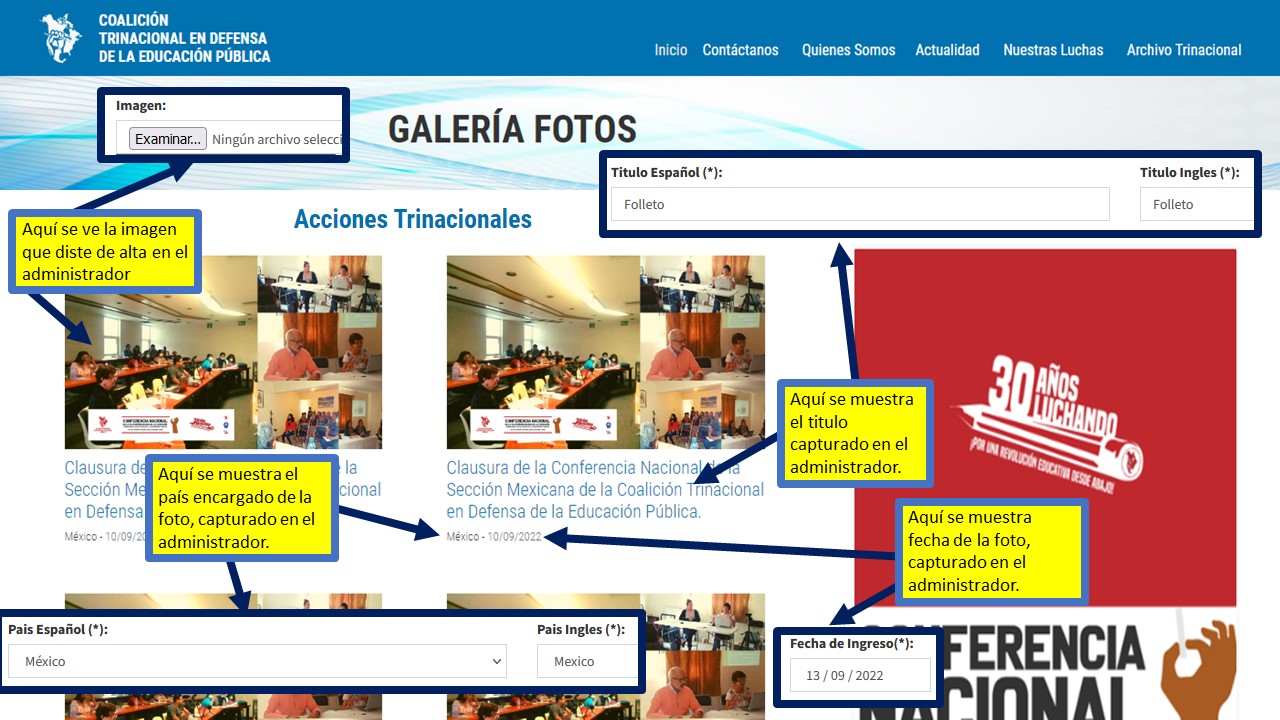 COALICIÓN
TRINACIONAL EN DEFENSA
DE LA EDUCACIÓN PÚBLICA
Inicio Contáctanos Quienes Somos Actualidad Nuestras Luchas Archivo Trinacional
Imagen:
Examinar... Ningún archivo selecci
GALERÍA FOTOS
Titulo Español (*): Titulo Ingles (*):
Folleto Folleto
Acciones Trinacionales
Aquí se ve la imagen
que diste de alta en el
administrador
CONFERENCIA
NACIONAL
CONFERENCIA
NACIONAL
30 AÑOS
LUCHANDO
¡POR UNA REVOLUCIÓN EDUCATIVA DESDE ABAJO!
Aquí se muestra
el titulo
capturado en el
administrador.
Clausura de la
Sección Me cional
en Defensa
México - 10/09/20
Aquí se muestra el
país encargado de la
foto, capturado en el
administrador.
Clausura de la Conferencia Nacional de la
Sección Mexicana de la Coalición Trinacional
en Defensa de la Educación Pública.
México - 10/09/2022
Aquí se muestra
fecha de la foto,
capturado en el
administrador.
Pais Español (*): Pais Ingles (*):
México Mexico
Fecha de Ingreso(*):
13 / 09 / 2022
NFERENCIA
NACIONAL